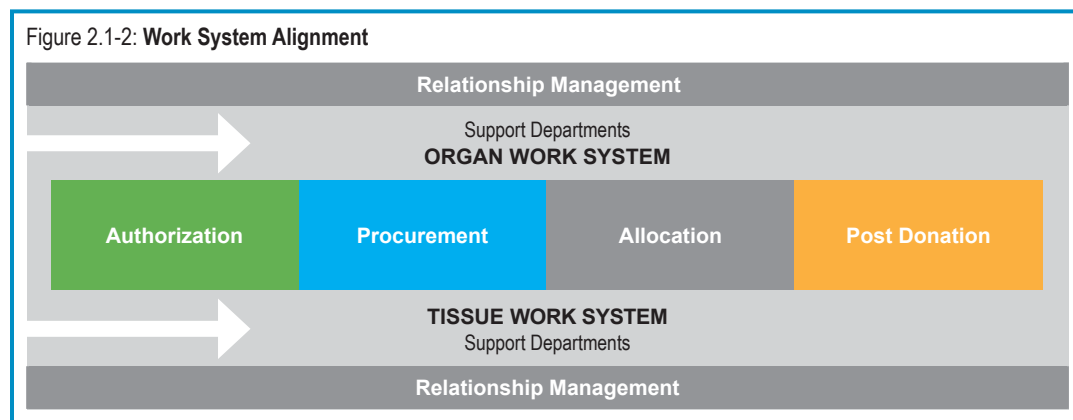 Figure 2.1-2: Work System Alignment
Relationship Management
Support Departments
ORGAN WORK SYSTEM
Authorization Procurement Allocation Post Donation
TISSUE WORK SYSTEM
Support Departments
Relationship Management